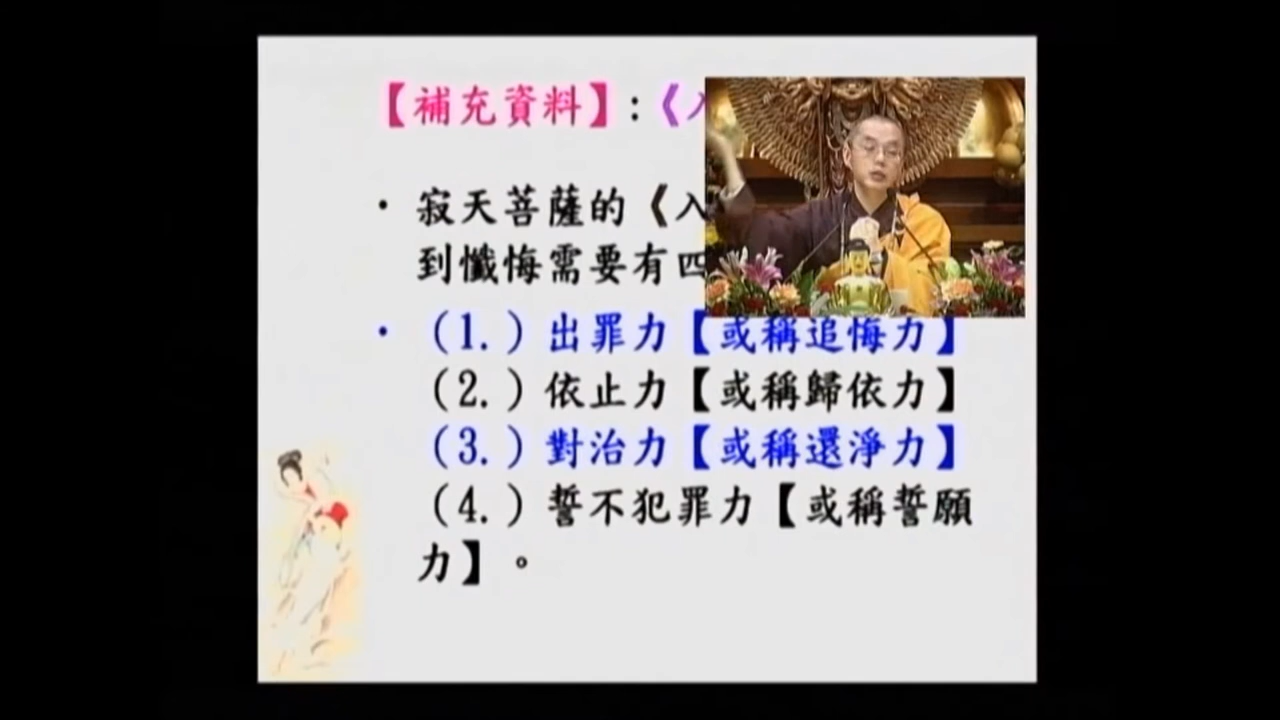 【補充資料】:《入
• 寂天菩薩的《入
到懺悔需要有四
• (1.)出罪力【或稱追悔力】
(2.)依止力【或稱歸依力】
(3.)對治力【或稱還淨力】
(4.)誓不犯罪力【或稱誓願
力】。